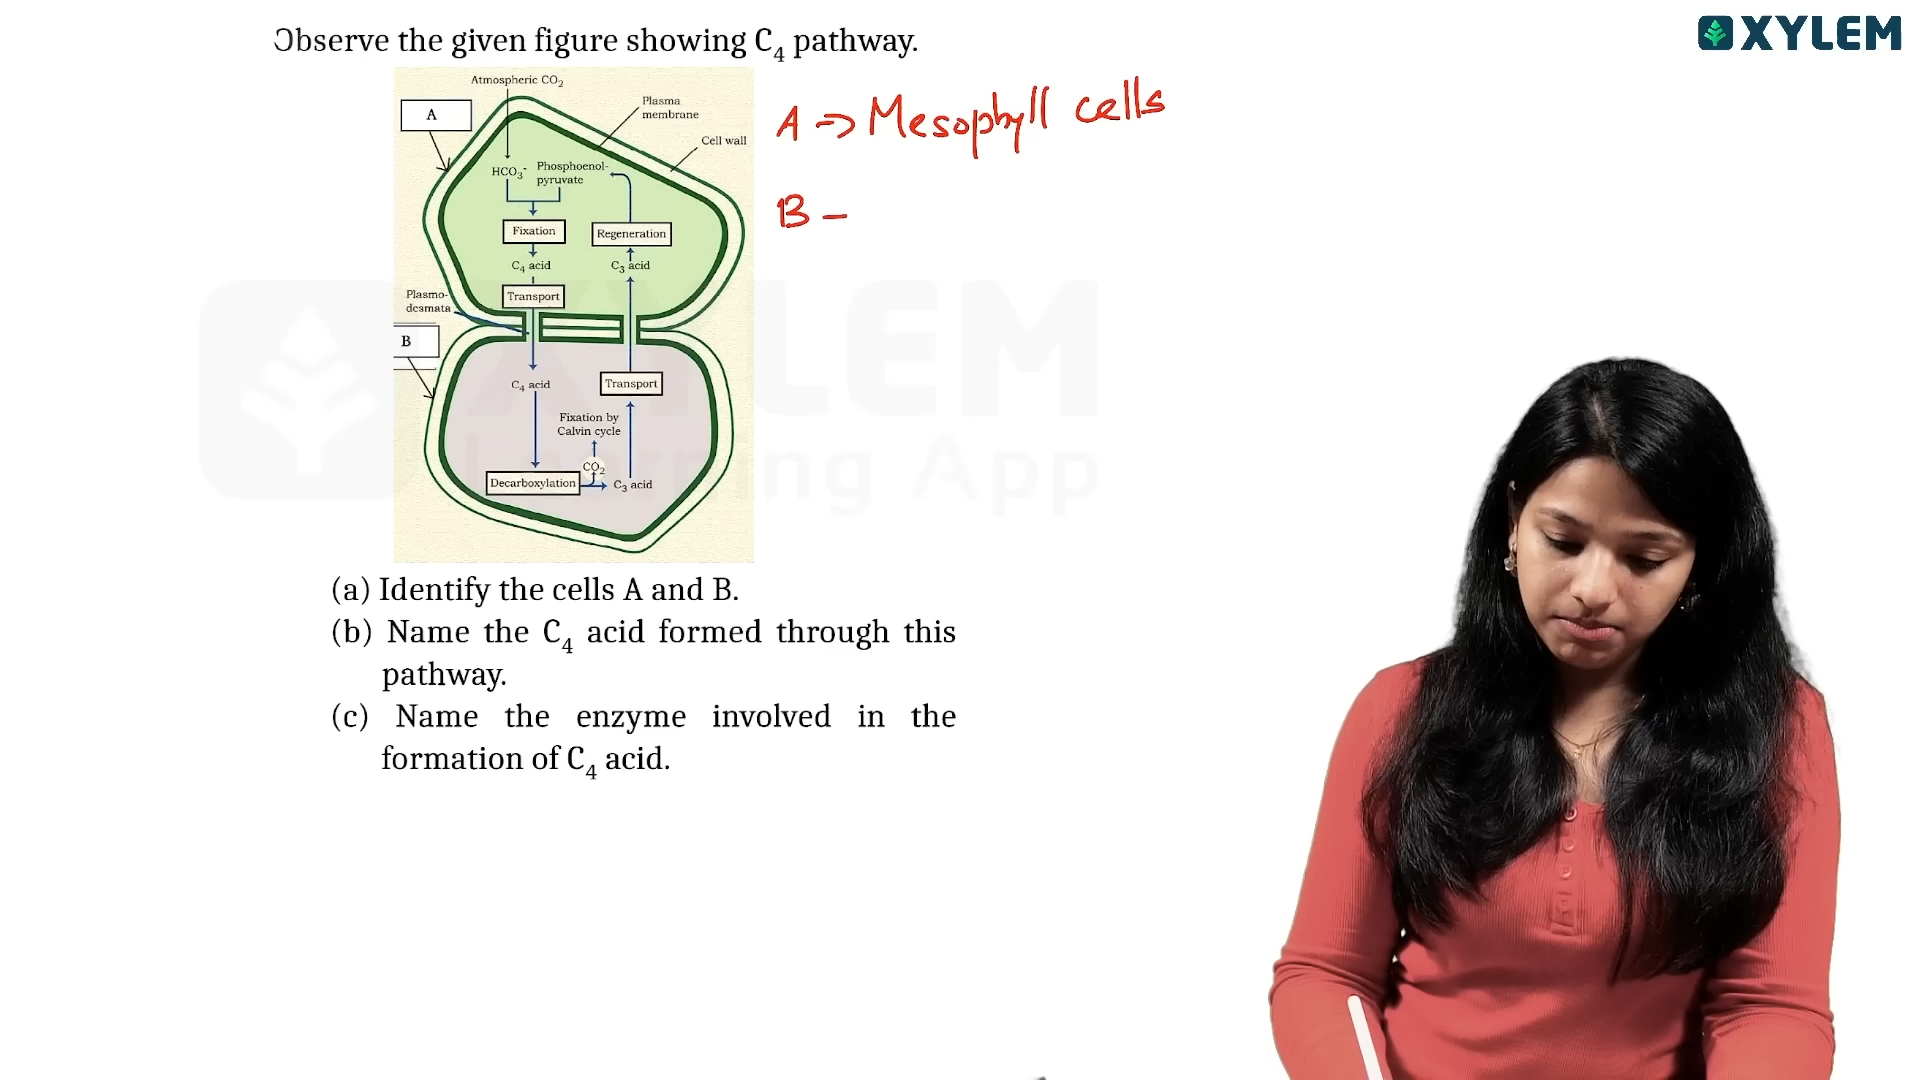 Observe the given figure showing C₄ pathway.
XYLEM
Atmospheric CO₂
A
Plasma
membrane
Cell wall
A => Mesophyll cells
B -
HCO₃⁻
Phosphoenol-
pyruvate
Fixation
Regeneration
C₄ acid
C₃ acid
Transport
Plasmo-
desmata
B
C₄ acid
Transport
Fixation by
Calvin cycle
CO₂
Decarboxylation
C₃ acid
XYLEM
Learning App
(a) Identify the cells A and B.
(b) Name the C₄ acid formed through this
pathway.
(c) Name the enzyme involved in the
formation of C₄ acid.